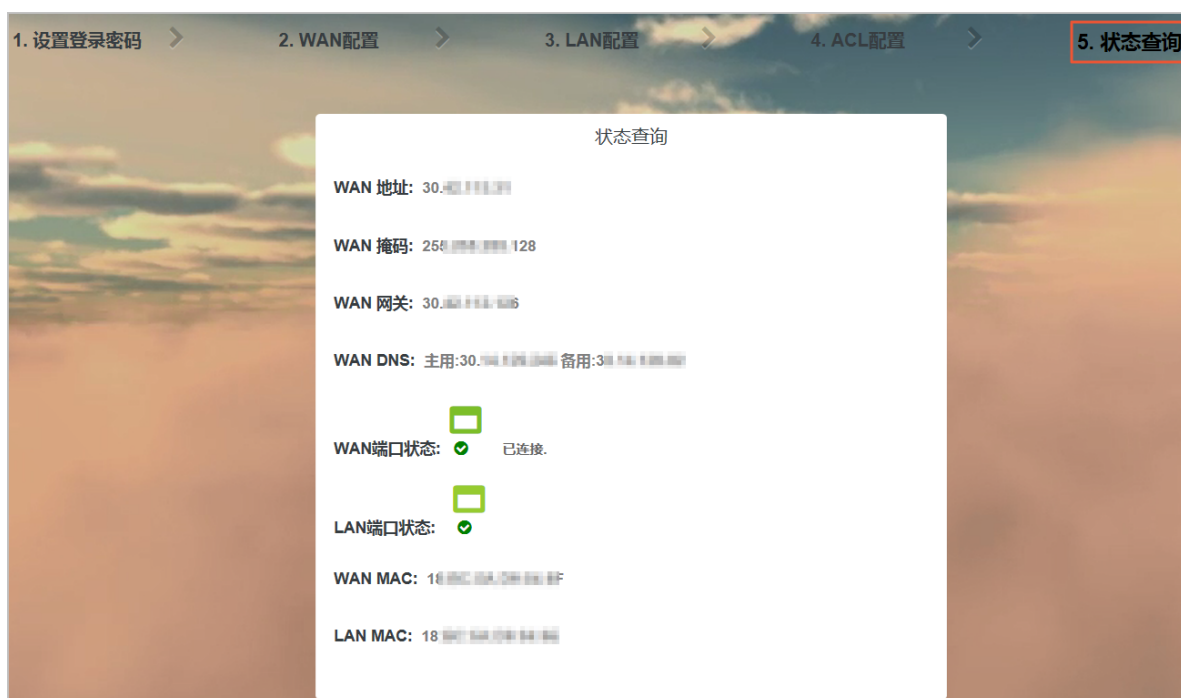 1. 设置登录密码 2. WAN配置 3. LAN配置 4. ACL配置 5. 状态查询
状态查询
WAN 地址: 30.
WAN 掩码: 255. .128
WAN 网关: 30.
WAN DNS: 主用:30. 备用:3
WAN端口状态: 已连接.
LAN端口状态:
WAN MAC: 18
LAN MAC: 18